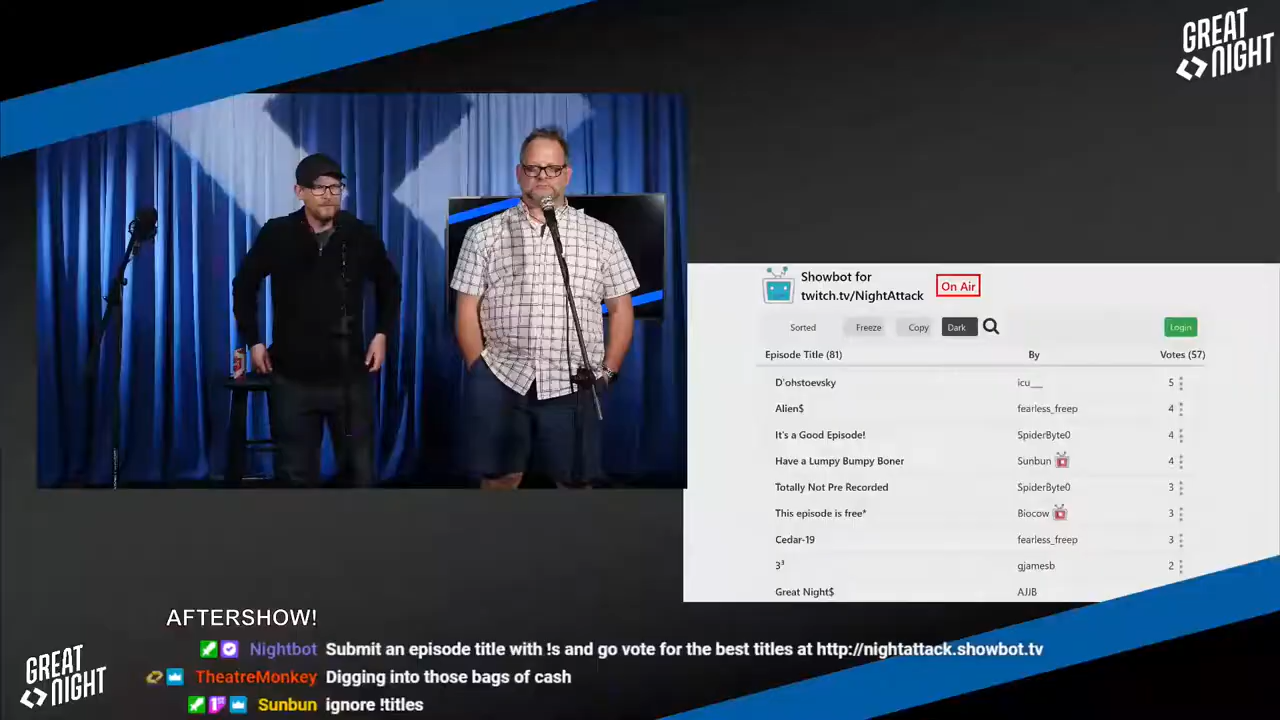 GREAT
NIGHT
Showbot for
twitch.tv/NightAttack
On Air
Sorted Freeze Copy Dark Login
Episode Title (81) By Votes (57)
D'ohstoevsky icu__ 5
Alien$ fearless_freep 4
It's a Good Episode! SpiderByte0 4
Have a Lumpy Bumpy Boner Sunbun 4
Totally Not Pre Recorded SpiderByte0 3
This episode is free* Biocow 3
Cedar-19 fearless_freep 3
3³ gjamesb 2
Great Night$ AJJB
AFTERSHOW!
Nightbot Submit an episode title with !s and go vote for the best titles at http://nightattack.showbot.tv
TheatreMonkey Digging into those bags of cash
Sunbun ignore !titles
GREAT
NIGHT